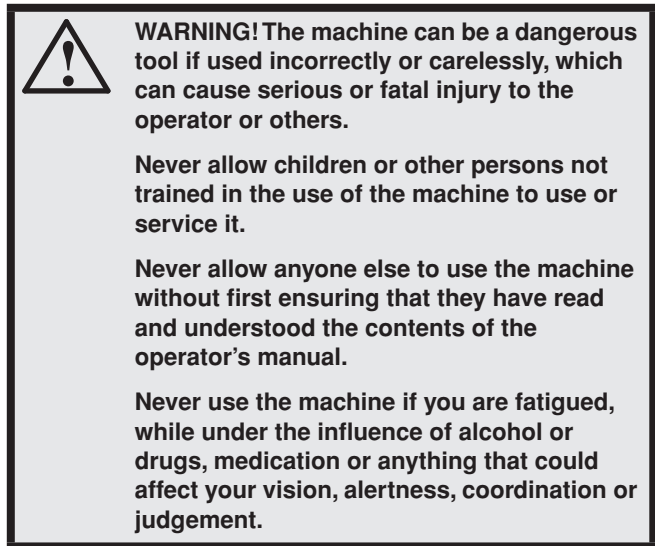 WARNING! The machine can be a dangerous
tool if used incorrectly or carelessly, which
can cause serious or fatal injury to the
operator or others.
Never allow children or other persons not
trained in the use of the machine to use or
service it.
Never allow anyone else to use the machine
without first ensuring that they have read
and understood the contents of the
operator’s manual.
Never use the machine if you are fatigued,
while under the influence of alcohol or
drugs, medication or anything that could
affect your vision, alertness, coordination or
judgement.